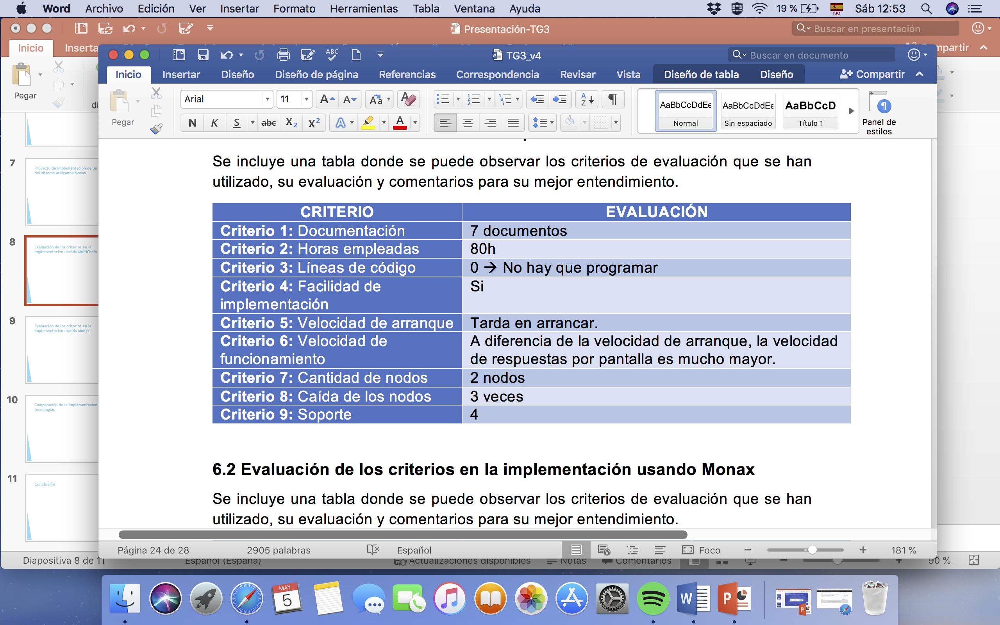 Word Archivo Edición Ver Insertar Formato Herramientas Tabla Ventana Ayuda 19 % ISO Sáb 12:53
Presentación-TG3 Buscar en presentación
Inicio Inserta mpartir
TG3_v4 Buscar en documento
Inicio Insertar Diseño Diseño de página Referencias Correspondencia Revisar Vista Diseño de tabla Diseño Compartir
Pegar
Pegar
Arial 11
N K S abc X2 X2
AaBbCcDdEe AaBbCcDdEe AaBbCcD
Normal Sin espaciado Título 1
Panel de
estilos
Se incluye una tabla donde se puede observar los criterios de evaluación que se han
utilizado, su evaluación y comentarios para su mejor entendimiento.
CRITERIO EVALUACIÓN
Criterio 1: Documentación 7 documentos
Criterio 2: Horas empleadas 80h
Criterio 3: Líneas de código 0 → No hay que programar
Criterio 4: Facilidad de Si
implementación
Criterio 5: Velocidad de arranque Tarda en arrancar.
Criterio 6: Velocidad de A diferencia de la velocidad de arranque, la velocidad
funcionamiento de respuestas por pantalla es mucho mayor.
Criterio 7: Cantidad de nodos 2 nodos
Criterio 8: Caída de los nodos 3 veces
Criterio 9: Soporte 4
6.2 Evaluación de los criterios en la implementación usando Monax
Se incluye una tabla donde se puede observar los criterios de evaluación que se han
utilizado, su evaluación y comentarios para su mejor entendimiento.
7
Proyecto de implementación de un
del sistema utilizando Monax
8
Evaluación de los criterios en la
implementación usando MultiChain
9
Evaluación de los criterios en la
implementación usando Monax
10
Comparación de la implementación
tecnologías
11
Conclusión
Página 24 de 28 2905 palabras Español Foco 181 %
Diapositiva 8 de 11 Español (España) Actualizaciones disponibles Notas Comentarios 90 %
MAY
5